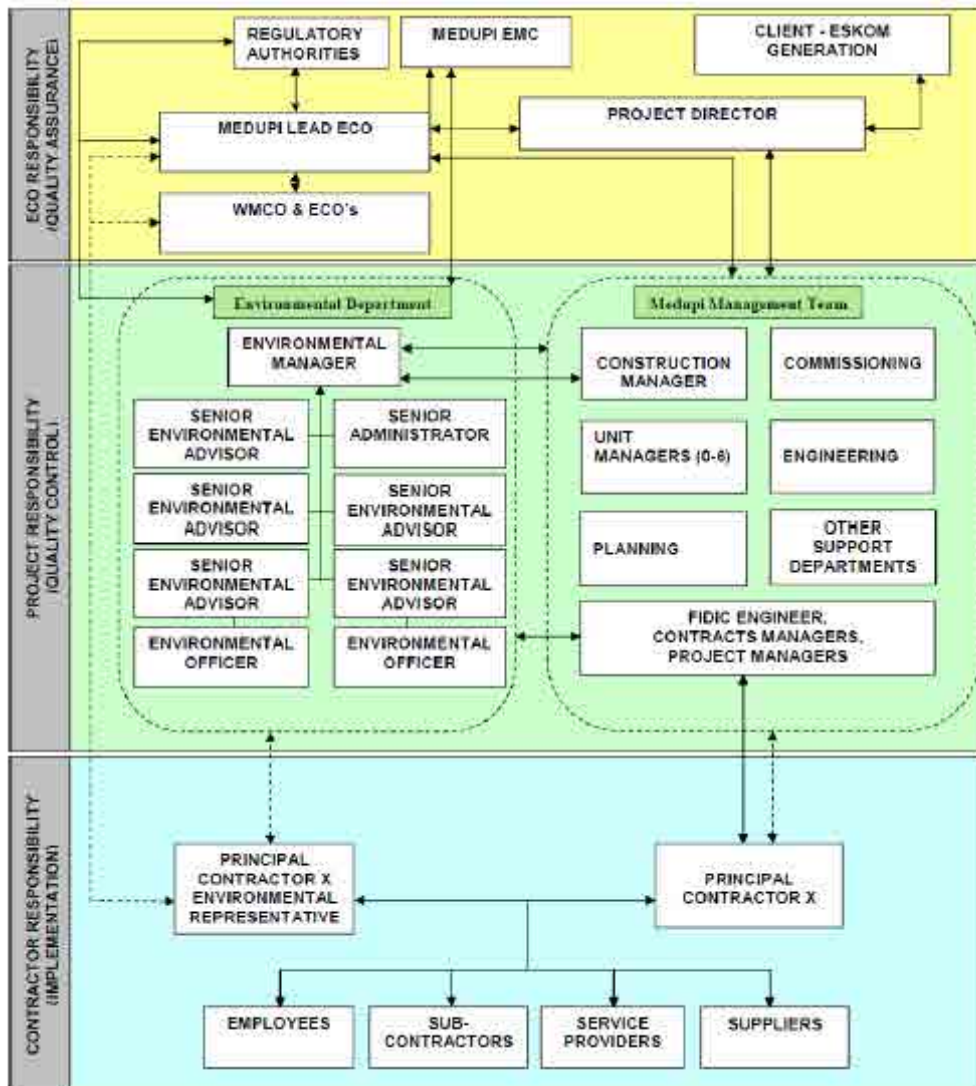 ECO RESPONSIBILITY
(QUALITY ASSURANCE)
REGULATORY
AUTHORITIES
MEDUPI EMC
CLIENT - ESKOM
GENERATION
MEDUPI LEAD ECO
PROJECT DIRECTOR
WMCO & ECO's
PROJECT RESPONSIBILITY
(QUALITY CONTROL)
Environmental Department
ENVIRONMENTAL
MANAGER
SENIOR
ENVIRONMENTAL
ADVISOR
SENIOR
ADMINISTRATOR
SENIOR
ENVIRONMENTAL
ADVISOR
SENIOR
ENVIRONMENTAL
ADVISOR
SENIOR
ENVIRONMENTAL
ADVISOR
SENIOR
ENVIRONMENTAL
ADVISOR
ENVIRONMENTAL
OFFICER
ENVIRONMENTAL
OFFICER
Medupi Management Team
CONSTRUCTION
MANAGER
COMMISSIONING
UNIT
MANAGERS (0-6)
ENGINEERING
PLANNING
OTHER
SUPPORT
DEPARTMENTS
FIDIC ENGINEER,
CONTRACTS MANAGERS,
PROJECT MANAGERS
CONTRACTOR RESPONSIBILITY
(IMPLEMENTATION)
PRINCIPAL
CONTRACTOR X
ENVIRONMENTAL
REPRESENTATIVE
PRINCIPAL
CONTRACTOR X
EMPLOYEES
SUB-
CONTRACTORS
SERVICE
PROVIDERS
SUPPLIERS